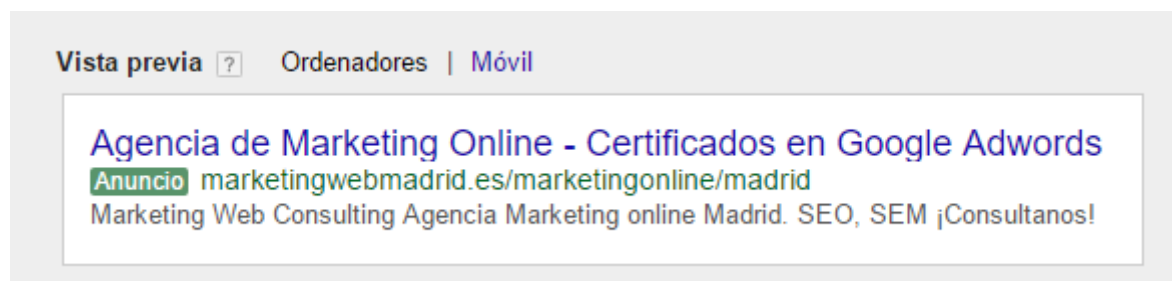 Vista previa ? Ordenadores | Móvil
Agencia de Marketing Online - Certificados en Google Adwords
Anuncio marketingwebmadrid.es/marketingonline/madrid
Marketing Web Consulting Agencia Marketing online Madrid. SEO, SEM ¡Consultanos!